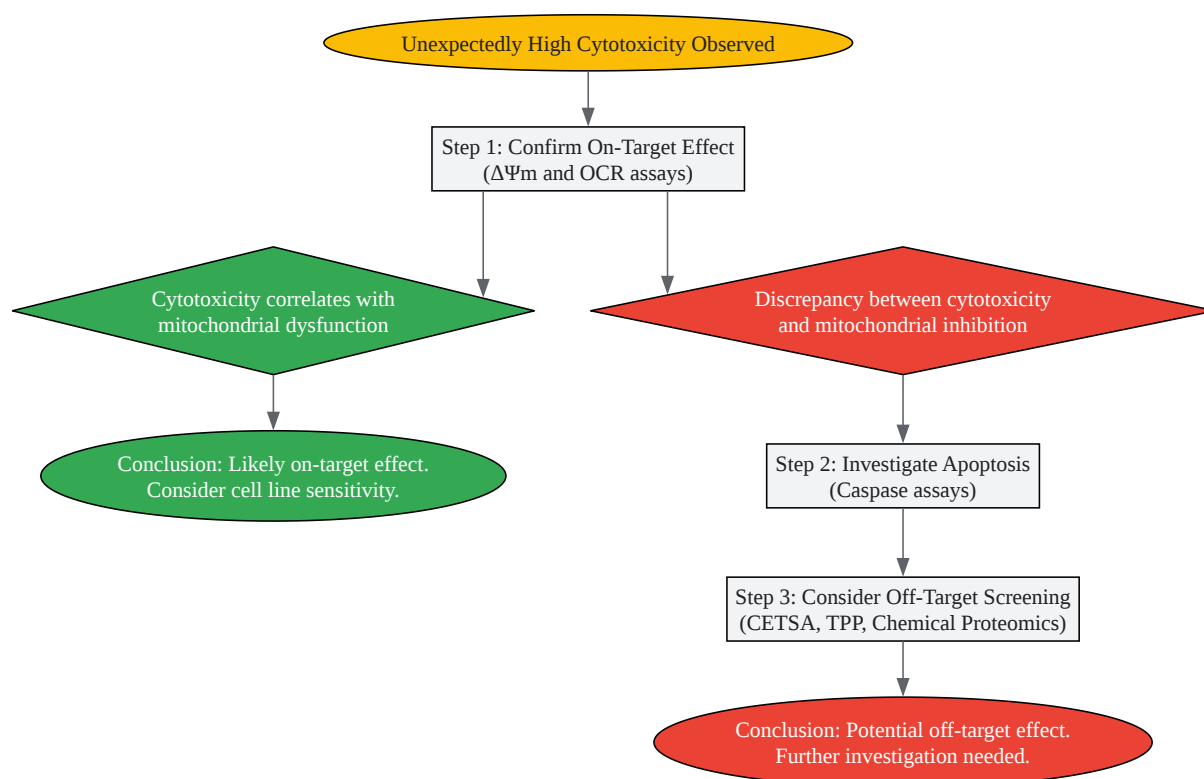 Unexpectedly High Cytotoxicity Observed
Step 1: Confirm On-Target Effect
(ΔΨm and OCR assays)
Cytotoxicity correlates with
mitochondrial dysfunction
Discrepancy between cytotoxicity
and mitochondrial inhibition
Conclusion: Likely on-target effect.
Consider cell line sensitivity.
Step 2: Investigate Apoptosis
(Caspase assays)
Step 3: Consider Off-Target Screening
(CETSA, TPP, Chemical Proteomics)
Conclusion: Potential off-target effect.
Further investigation needed.